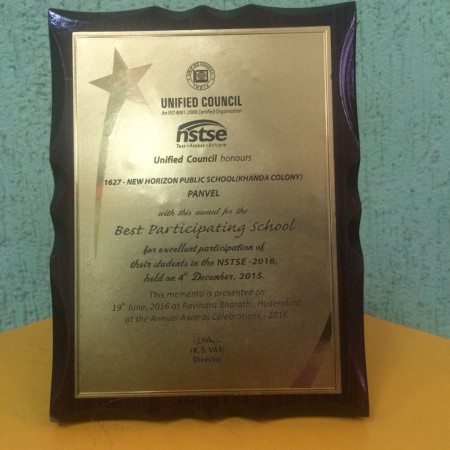 UNIFIED COUNCIL
An ISO 9001:2008 Certified Organisation
nstse
Test • Assess • Achieve
Unified Council honours
1627 - NEW HORIZON PUBLIC SCHOOL(KHANDA COLONY)
PANVEL
with this award for the
Best Participating School
for excellent participation of
their students in the NSTSE -2016,
held on 4th December, 2015.
This memento is presented on
19th June, 2016 at Ravindra Bharathi, Hyderabad
at the Annual Awards Celebrations - 2016
Director